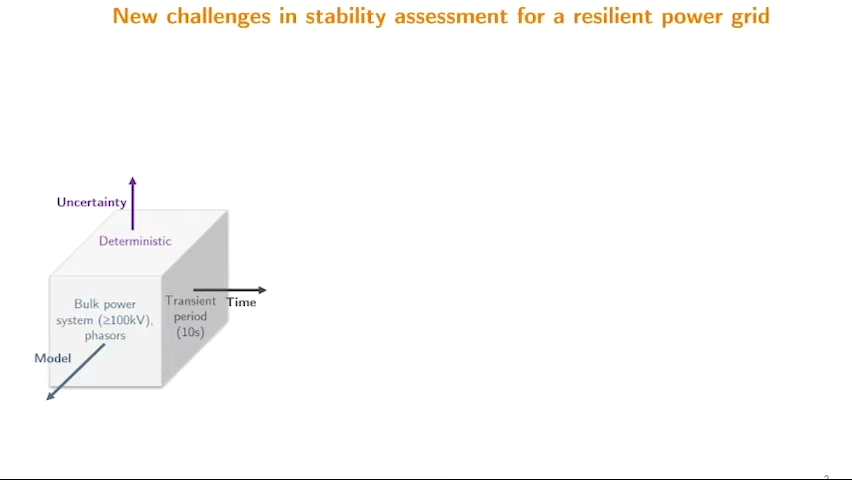 New challenges in stability assessment for a resilient power grid
Uncertainty
Deterministic
Bulk power
system (≥100kV),
phasors
Transient
period
(10s)
Time
Model